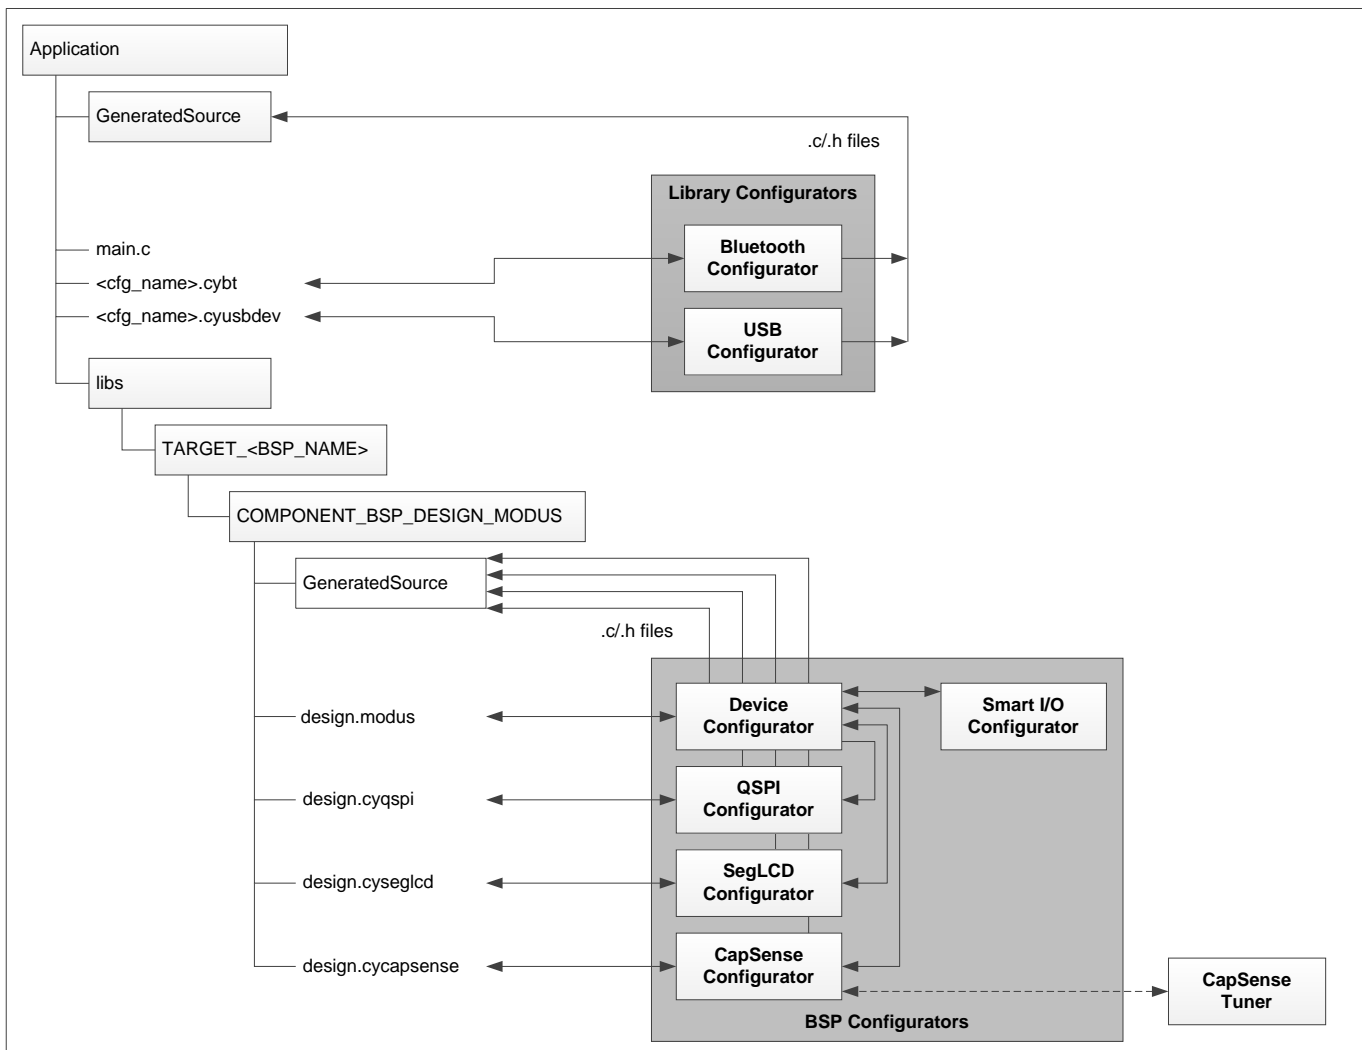 Application
GeneratedSource
.c/.h files
Library Configurators
Bluetooth
Configurator
main.c
<cfg_name>.cybt
<cfg_name>.cyusbdev
USB
Configurator
libs
TARGET_<BSP_NAME>
COMPONENT_BSP_DESIGN_MODUS
GeneratedSource
.c/.h files
design.modus
Device
Configurator
Smart I/O
Configurator
design.cyqspi
QSPI
Configurator
design.cyseglcd
SegLCD
Configurator
design.cycapsense
CapSense
Configurator
CapSense
Tuner
BSP Configurators